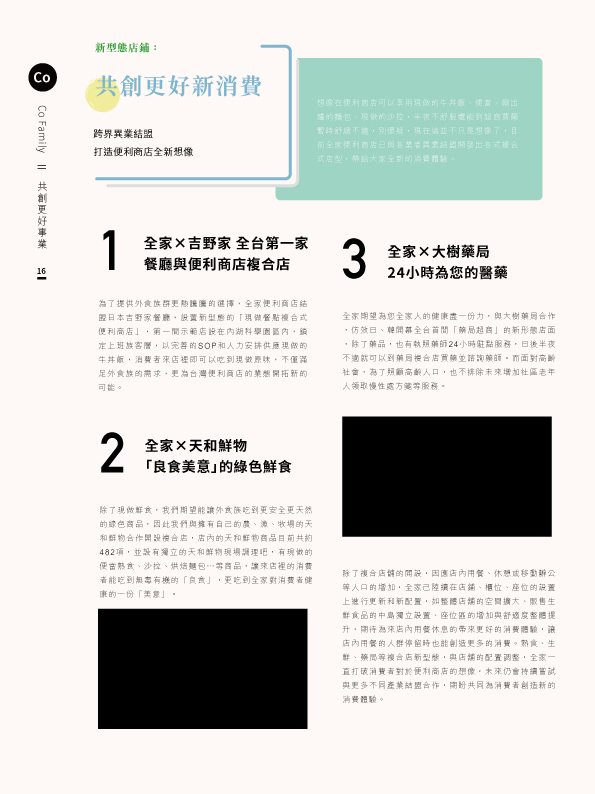 新型態店鋪：
共創更好新消費
跨界異業結盟
打造便利商店全新想像
想像在便利商店可以享用現做的牛丼飯、便當、剛出
爐的麵包、現做的沙拉，半夜不舒服還能到超商買藥
暫時舒緩不適，別懷疑，現在這並不只是想像了，目
前全家便利商店已與各業者異業結盟開發出各式複合
式店型，帶給大家全新的消費體驗。
Co
Co Family
共創更好事業
16
1
全家×吉野家 全台第一家
餐廳與便利商店複合店
為了提供外食族群更熱騰騰的選擇，全家便利商店結
盟日本吉野家餐廳，設置新型態的「現做餐點複合式
便利商店」，第一間示範店設在內湖科學園區內，鎖
定上班族客層，以完善的SOP和人力安排供應現做的
牛丼飯，消費者來店裡即可以吃到現做原味，不僅滿
足外食族的需求，更為台灣便利商店的業態開拓新的
可能。
2
全家×天和鮮物
「良食美意」的綠色鮮食
除了現做鮮食，我們期望能讓外食族吃到更安全更天然
的綠色商品，因此我們與擁有自己的農、漁、牧場的天
和鮮物合作開設複合店，店內的天和鮮物商品目前共約
482項，並設有獨立的天和鮮物現場調理吧，有現做的
便當熟食、沙拉、烘焙麵包⋯等商品，讓來店裡的消費
者能吃到無毒有機的「良食」，更吃到全家對消費者健
康的一份「美意」。
3
全家×大樹藥局
24小時為您的醫藥
全家期望為您全家人的健康盡一份力，與大樹藥局合作
，仿效日、韓開幕全台首間「藥局超商」的新形態店面
，除了藥品，也有執照藥師24小時駐點服務，日後半夜
不適就可以到藥局複合店買藥並諮詢藥師。而面對高齡
社會，為了照顧高齡人口，也不排除未來增加社區老年
人領取慢性處方箋等服務。
除了複合店舖的開設，因應店內用餐、休憩或移動辦公
等人口的增加，全家已陸續在店鋪、櫃位、座位的設置
上進行更新和新配置，如整體店鋪的空間擴大、販售生
鮮食品的中島獨立設置、座位區的增加與舒適度整體提
升，期待為來店內用餐休息的帶來更好的消費體驗，讓
店內用餐的人群停留時也能創造更多的消費。熟食、生
鮮、藥局等複合店新型態，與店鋪的配置調整，全家一
直打破消費者對於便利商店的想像，未來仍會持續嘗試
與更多不同產業結盟合作，期盼共同為消費者創造新的
消費體驗。